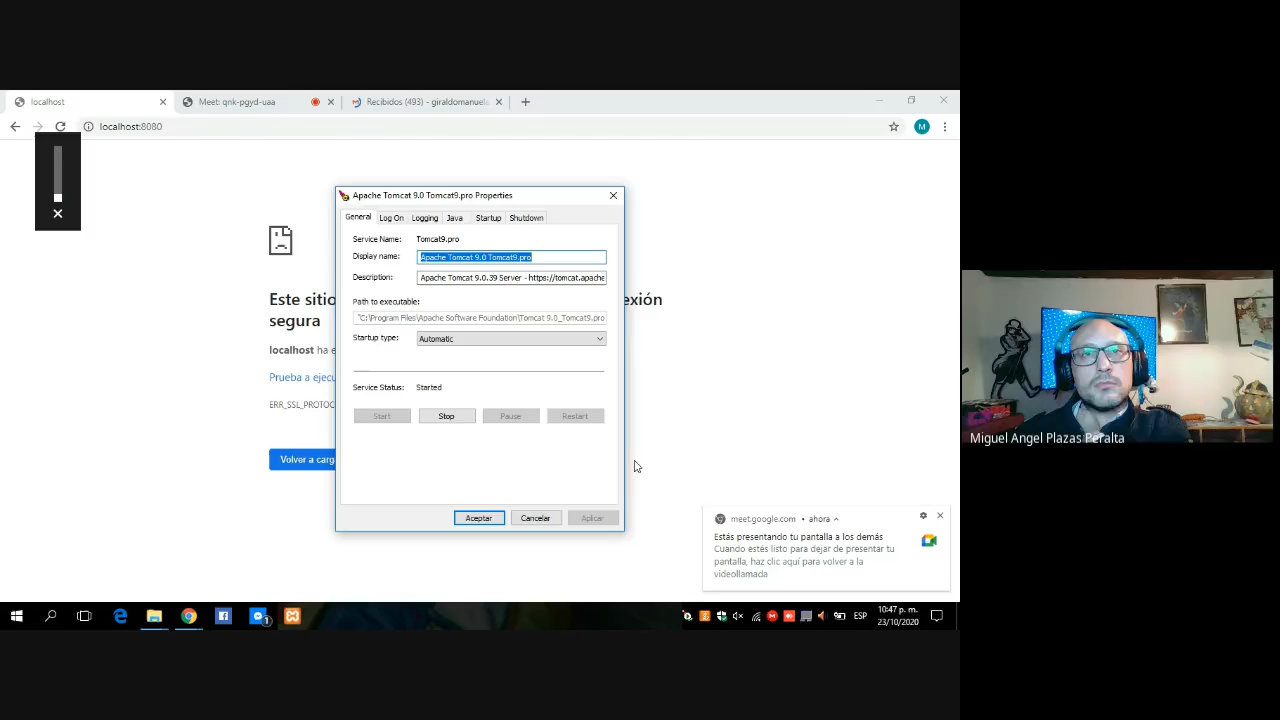 localhost
Meet: qnk-pgyd-uaa
Recibidos (493) - giraldomanuela
localhost:8080
M
Apache Tomcat 9.0 Tomcat9.pro Properties
General Log On Logging Java Startup Shutdown
Service Name: Tomcat9.pro
Display name: Apache Tomcat 9.0 Tomcat9.pro
Description: Apache Tomcat 9.0.39 Server - https://tomcat.apache
Path to executable:
"C:\Program Files\Apache Software Foundation\Tomcat 9.0_Tomcat9.pro
Startup type: Automatic
Service Status: Started
Start Stop Pause Restart
Aceptar Cancelar Aplicar
Este sitio
exión
segura
localhost ha e
Prueba a ejecu
ERR_SSL_PROTOC
Volver a carg
meet.google.com • ahora
Estás presentando tu pantalla a los demás
Cuando estés listo para dejar de presentar tu
pantalla, haz clic aquí para volver a la
videollamada
Miguel Angel Plazas Peralta
1
ESP
10:47 p. m.
23/10/2020